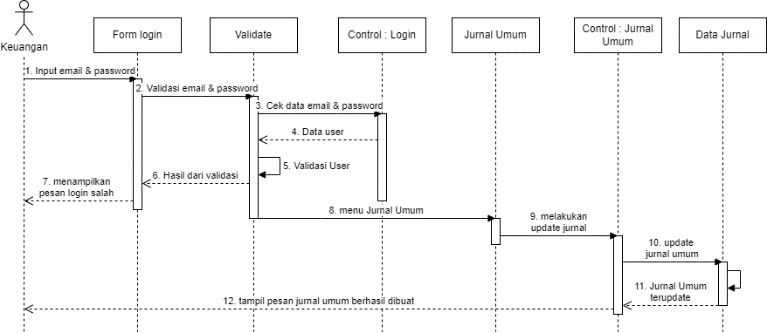 Keuangan
Form login
Validate
Control : Login
Jurnal Umum
Control : Jurnal
Umum
Data Jurnal
1. Input email & password
2. Validasi email & password
3. Cek data email & password
4. Data user
5. Validasi User
6. Hasil dari validasi
7. menampilkan
pesan login salah
8. menu Jurnal Umum
9. melakukan
update jurnal
10. update
jurnal umum
11. Jurnal Umum
terupdate
12. tampil pesan jurnal umum berhasil dibuat